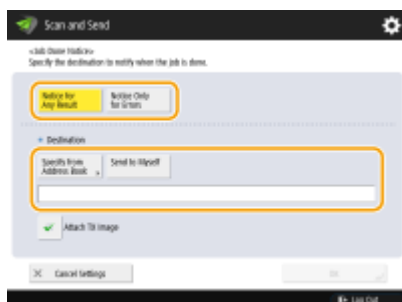 Scan and Send
<Job Done Notice>
Specify the destination to notify when the job is done.
Notice for Any Result
Notice Only for Errors
Destination
Specify from Address Book
Send to Myself
Attach TX Image
Cancel Settings
OK
Log Out